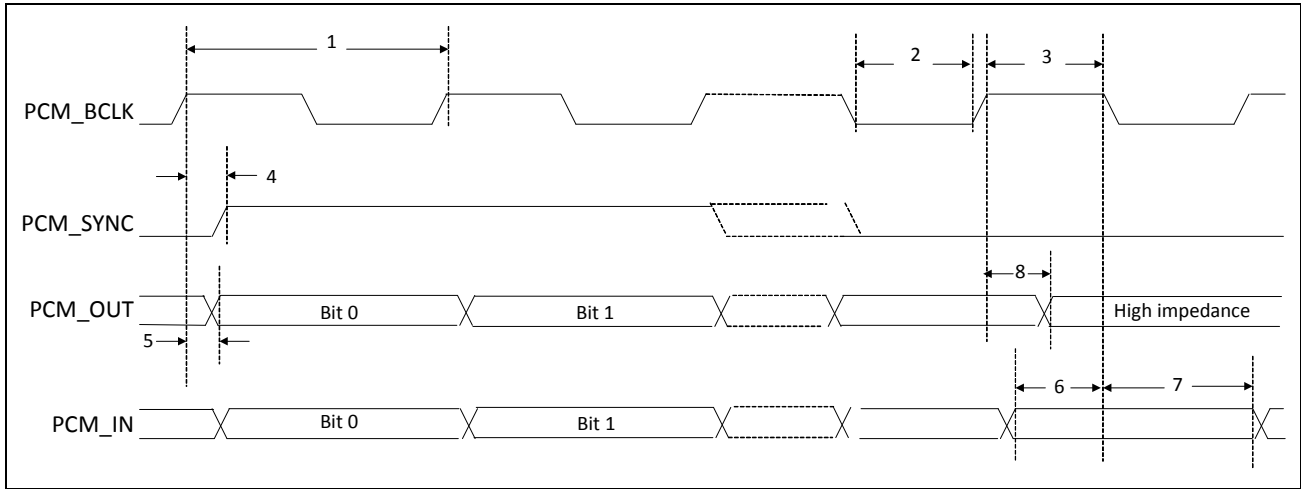 1
2
3
PCM_BCLK
4
PCM_SYNC
8
PCM_OUT
Bit 0
Bit 1
High impedance
5
6
7
PCM_IN
Bit 0
Bit 1